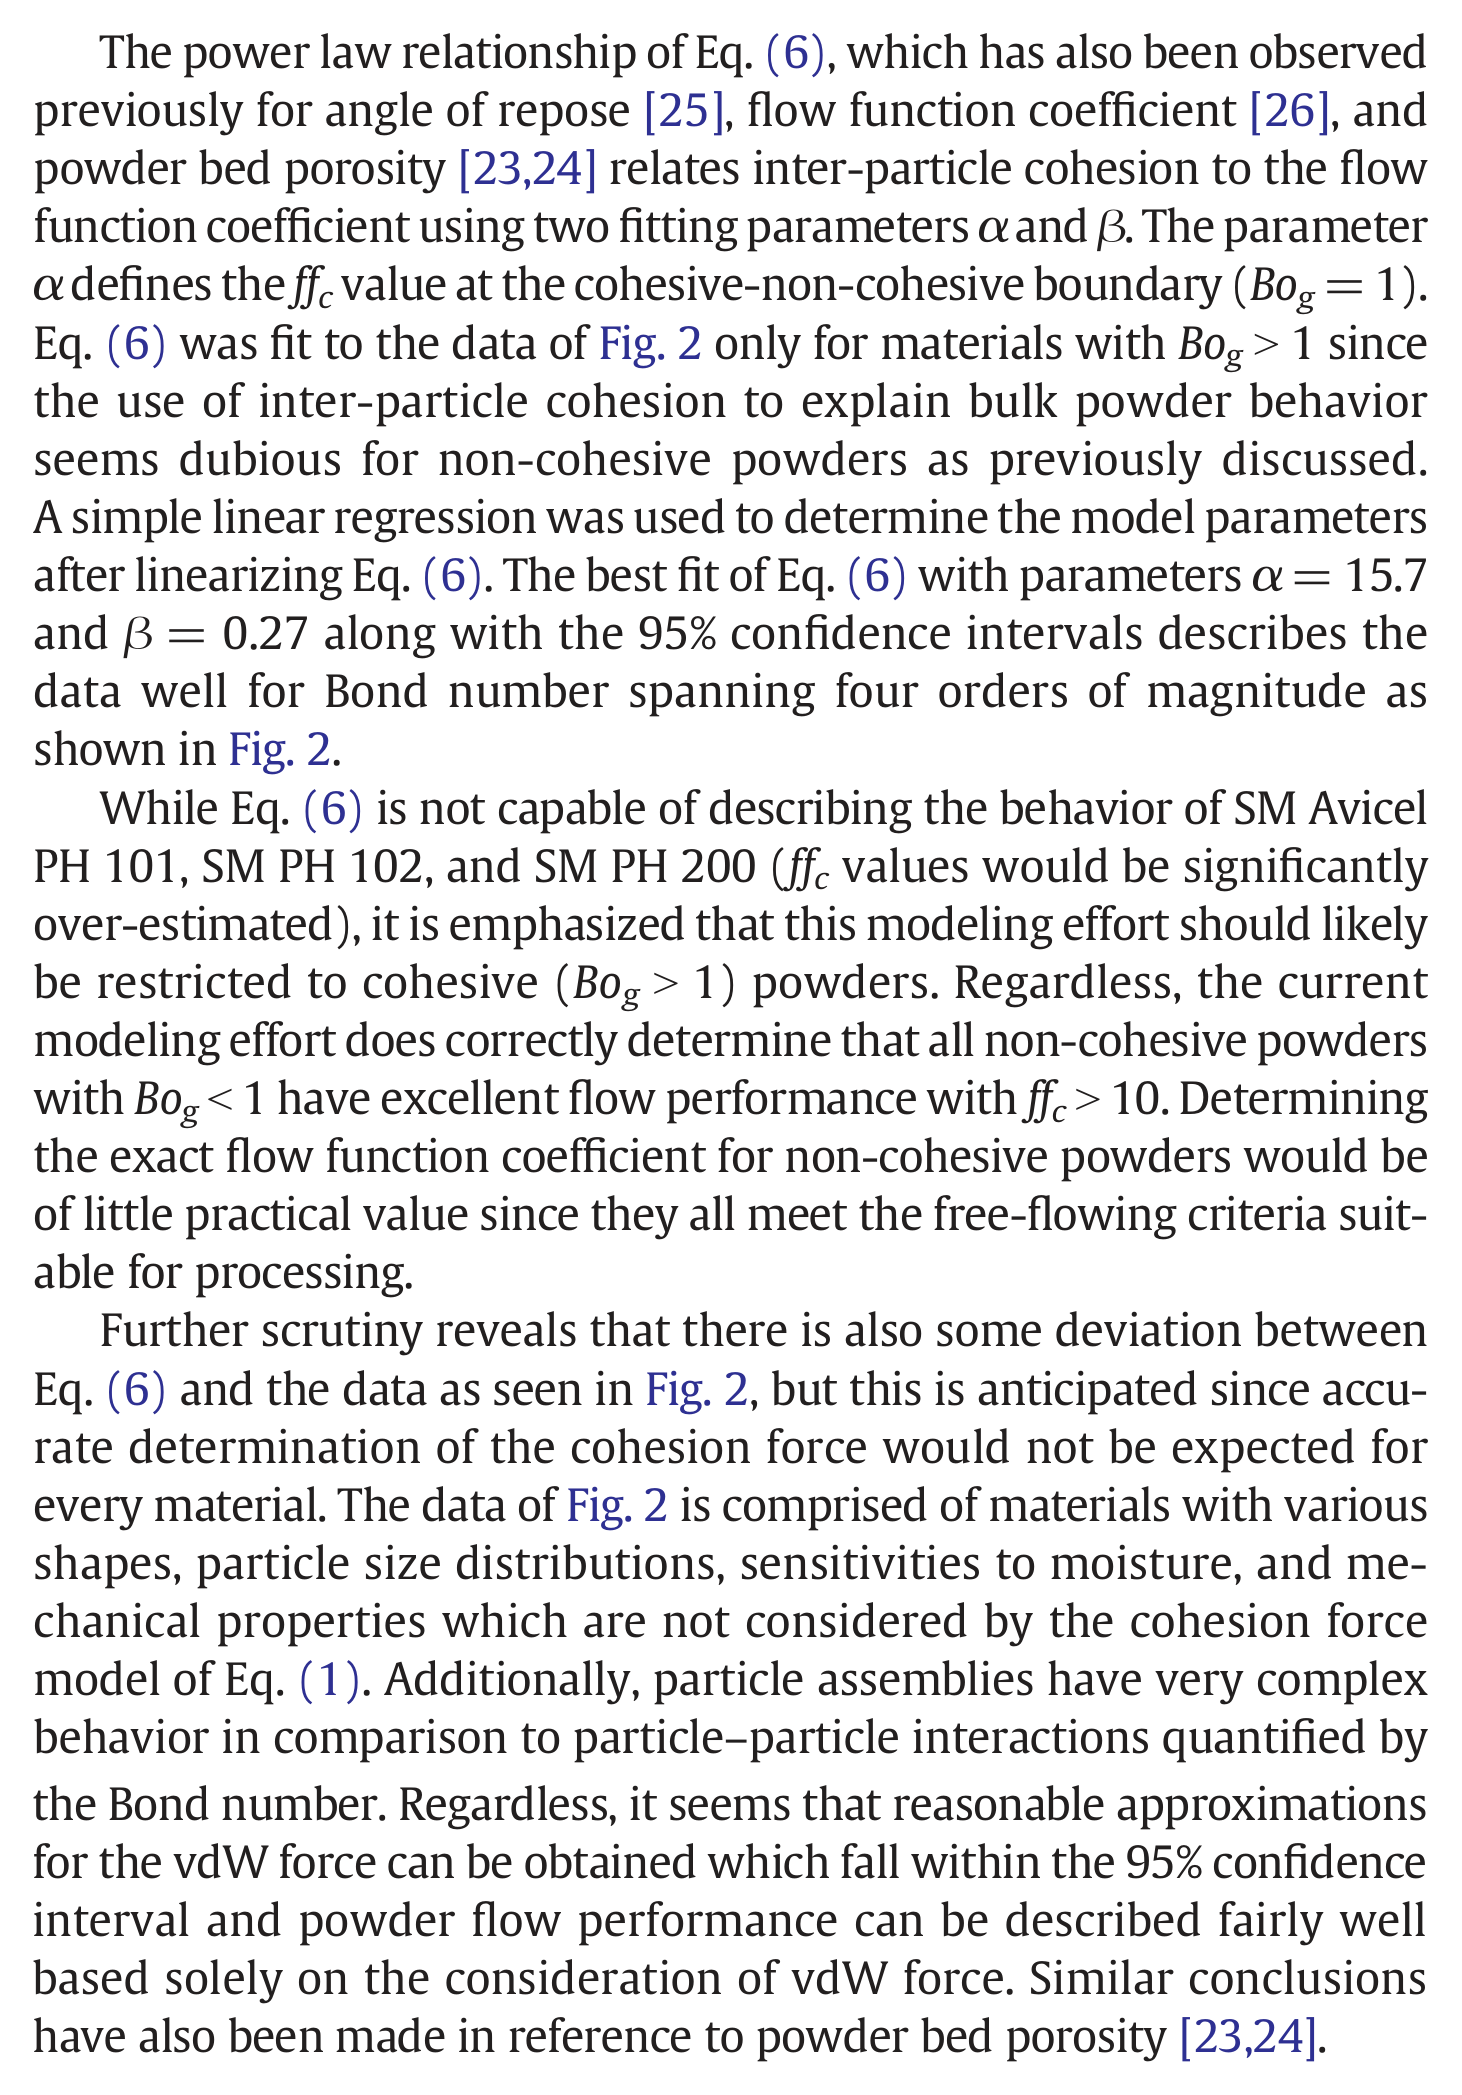 The power law relationship of Eq. (6), which has also been observed
previously for angle of repose [25], flow function coefficient [26], and
powder bed porosity [23,24] relates inter-particle cohesion to the flow
function coefficient using two fitting parameters α and β. The parameter
α defines the ffc value at the cohesive-non-cohesive boundary (Bog = 1).
Eq. (6) was fit to the data of Fig. 2 only for materials with Bog > 1 since
the use of inter-particle cohesion to explain bulk powder behavior
seems dubious for non-cohesive powders as previously discussed.
A simple linear regression was used to determine the model parameters
after linearizing Eq. (6). The best fit of Eq. (6) with parameters α = 15.7
and β = 0.27 along with the 95% confidence intervals describes the
data well for Bond number spanning four orders of magnitude as
shown in Fig. 2.
While Eq. (6) is not capable of describing the behavior of SM Avicel
PH 101, SM PH 102, and SM PH 200 (ffc values would be significantly
over-estimated), it is emphasized that this modeling effort should likely
be restricted to cohesive (Bog > 1) powders. Regardless, the current
modeling effort does correctly determine that all non-cohesive powders
with Bog < 1 have excellent flow performance with ffc > 10. Determining
the exact flow function coefficient for non-cohesive powders would be
of little practical value since they all meet the free-flowing criteria suit-
able for processing.
Further scrutiny reveals that there is also some deviation between
Eq. (6) and the data as seen in Fig. 2, but this is anticipated since accu-
rate determination of the cohesion force would not be expected for
every material. The data of Fig. 2 is comprised of materials with various
shapes, particle size distributions, sensitivities to moisture, and me-
chanical properties which are not considered by the cohesion force
model of Eq. (1). Additionally, particle assemblies have very complex
behavior in comparison to particle–particle interactions quantified by
the Bond number. Regardless, it seems that reasonable approximations
for the vdW force can be obtained which fall within the 95% confidence
interval and powder flow performance can be described fairly well
based solely on the consideration of vdW force. Similar conclusions
have also been made in reference to powder bed porosity [23,24].